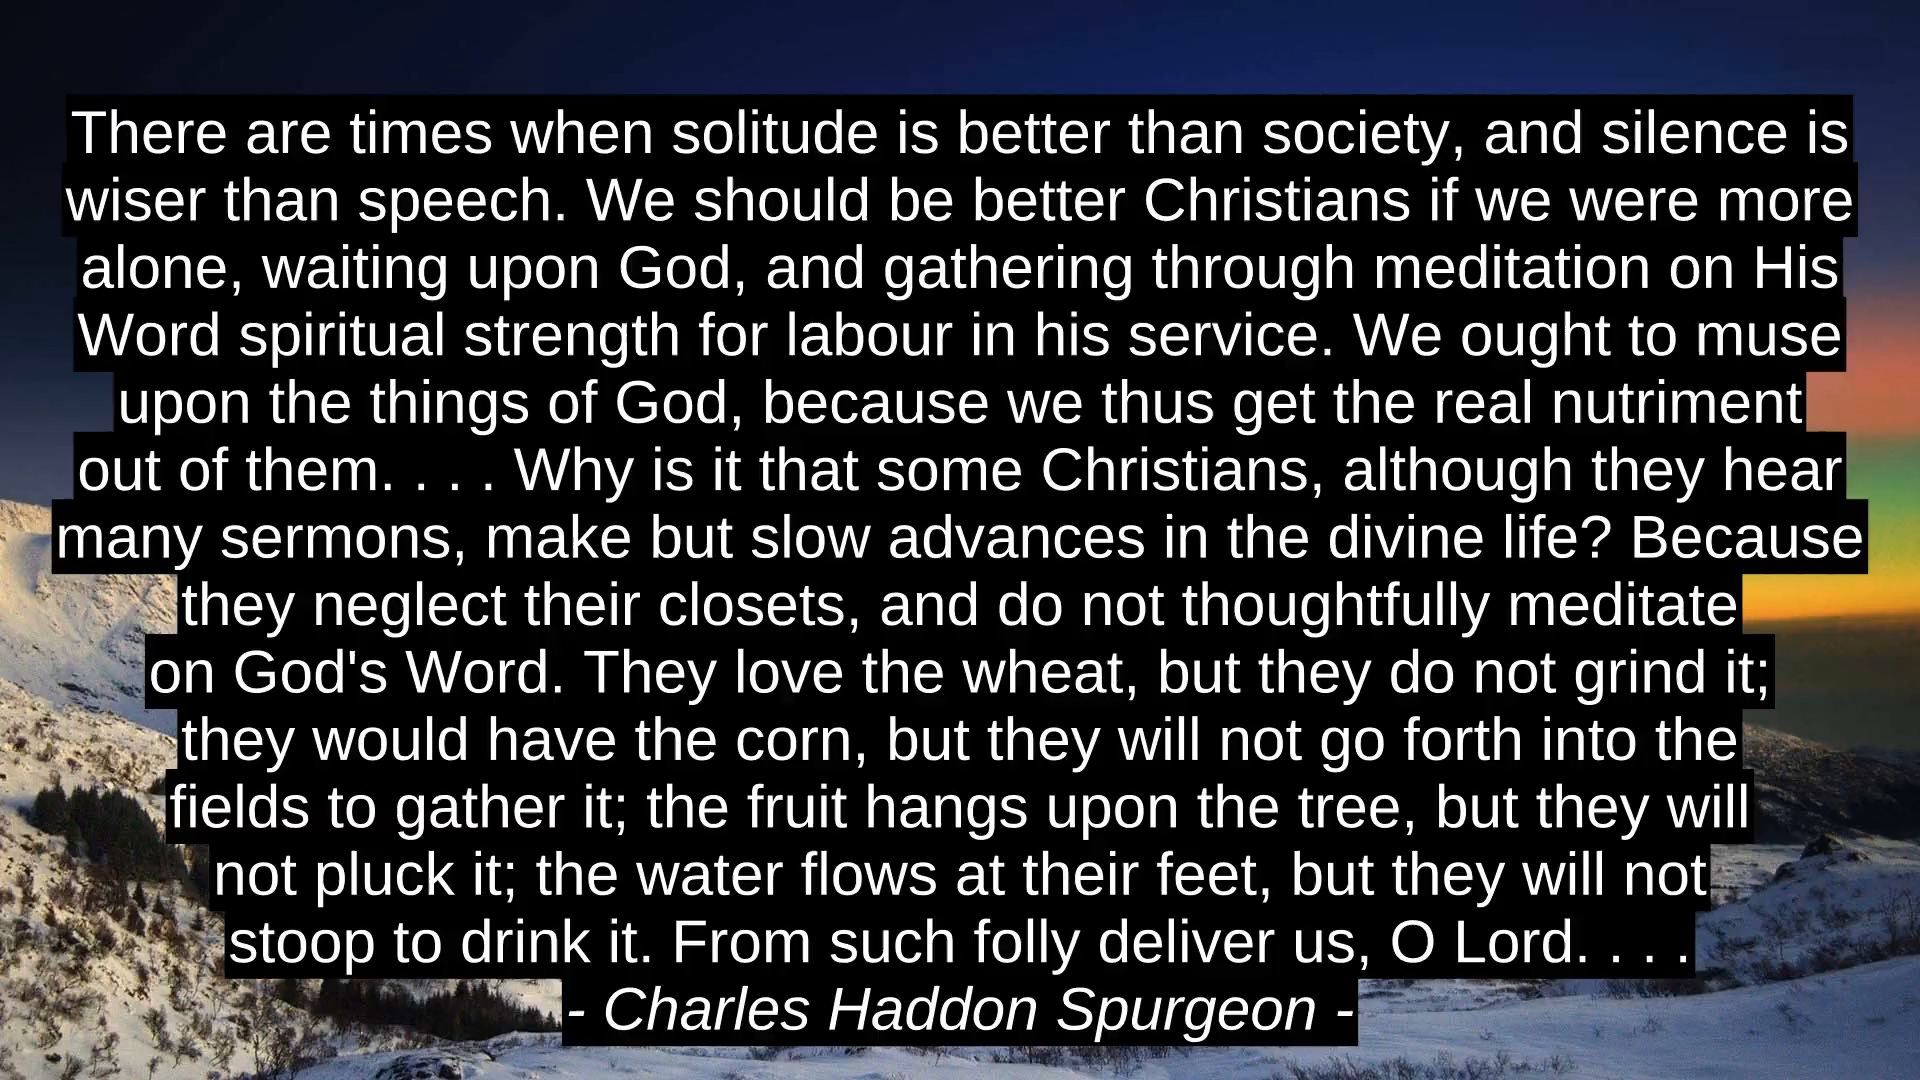 There are times when solitude is better than society, and silence is
wiser than speech. We should be better Christians if we were more
alone, waiting upon God, and gathering through meditation on His
Word spiritual strength for labour in his service. We ought to muse
upon the things of God, because we thus get the real nutriment
out of them. . . . Why is it that some Christians, although they hear
many sermons, make but slow advances in the divine life? Because
they neglect their closets, and do not thoughtfully meditate
on God's Word. They love the wheat, but they do not grind it;
they would have the corn, but they will not go forth into the
fields to gather it; the fruit hangs upon the tree, but they will
not pluck it; the water flows at their feet, but they will not
stoop to drink it. From such folly deliver us, O Lord. . . .
- Charles Haddon Spurgeon -